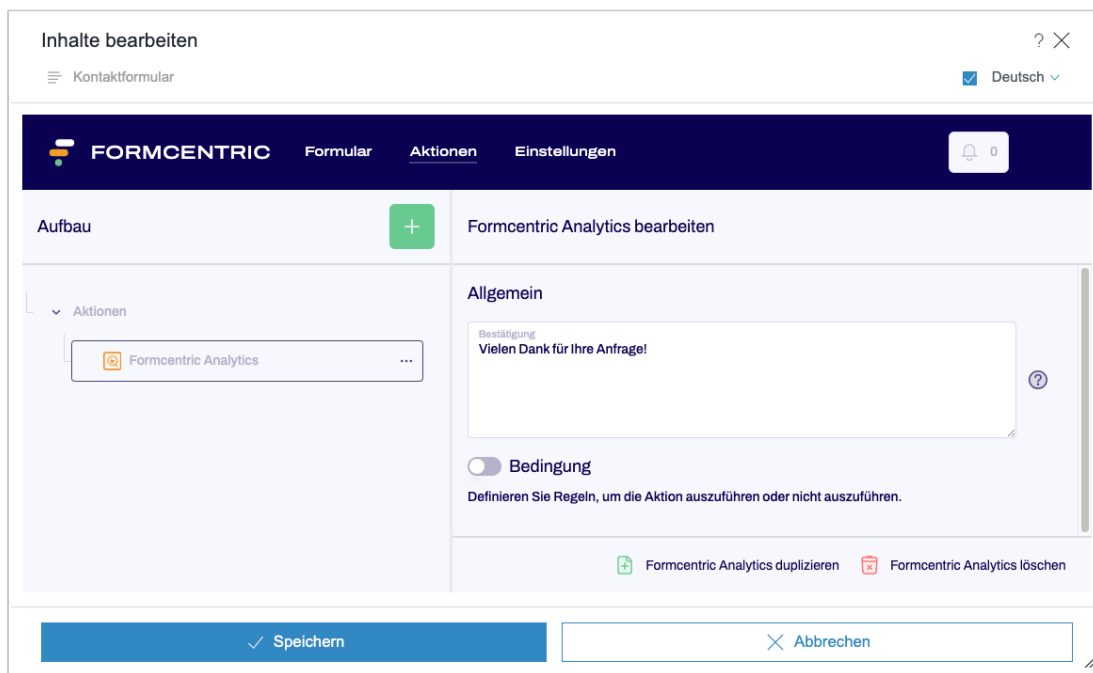 Inhalte bearbeiten
?
Kontaktformular
Deutsch
FORMCENTRIC Formular Aktionen Einstellungen 0
Aufbau
Formcentric Analytics bearbeiten
Aktionen
Formcentric Analytics
...
Allgemein
Bestätigung
Vielen Dank für Ihre Anfrage!
?
Bedingung
Definieren Sie Regeln, um die Aktion auszuführen oder nicht auszuführen.
Formcentric Analytics duplizieren Formcentric Analytics löschen
Speichern Abbrechen